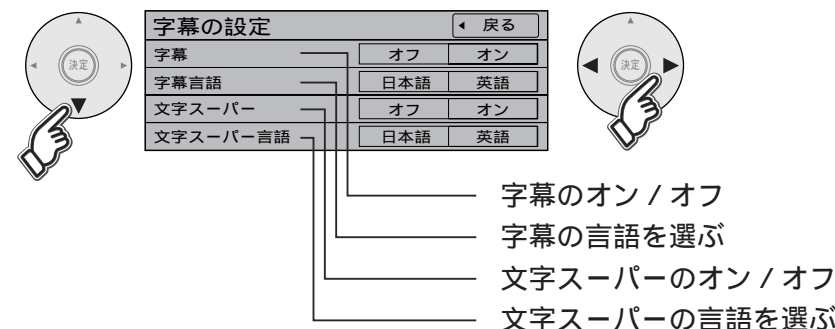 字幕の設定 戻る
字幕 オフ オン
字幕言語 日本語 英語
文字スーパー オフ オン
文字スーパー言語 日本語 英語
決定
決定
字幕のオン / オフ
字幕の言語を選ぶ
文字スーパーのオン / オフ
文字スーパーの言語を選ぶ